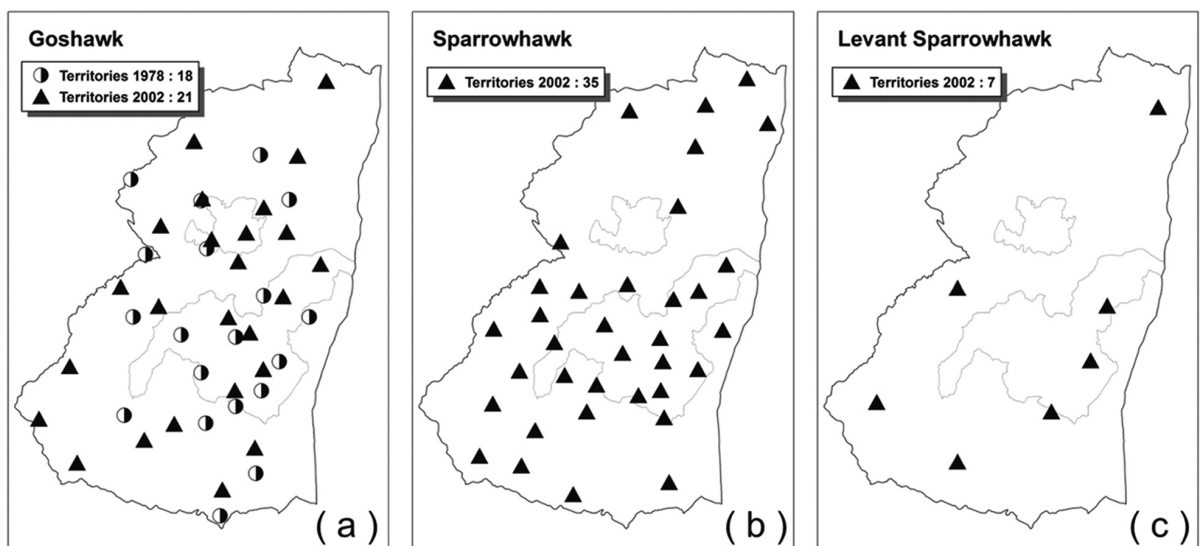 Goshawk
Territories 1978 : 18
Territories 2002 : 21
(a)
Sparrowhawk
Territories 2002 : 35
(b)
Levant Sparrowhawk
Territories 2002 : 7
(c)